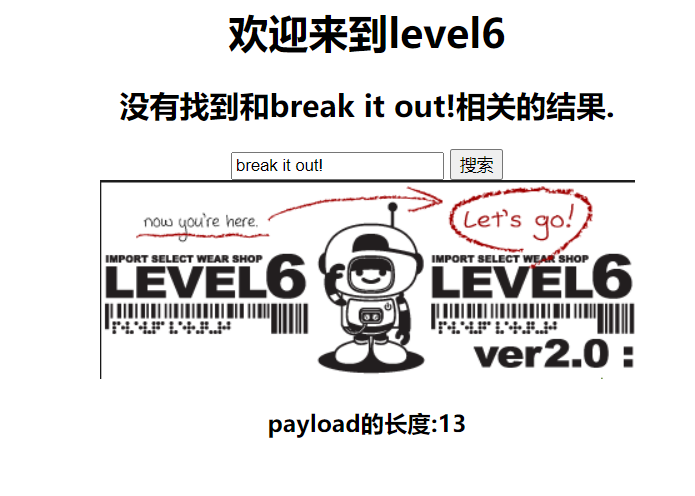 欢迎来到level6
没有找到和break it out!相关的结果.
break it out! 搜索
now you're here. Let's go!
IMPORT SELECT WEAR SHOP IMPORT SELECT WEAR SHOP
LEVEL6 LEVEL6
ver2.0 :
payload的长度:13